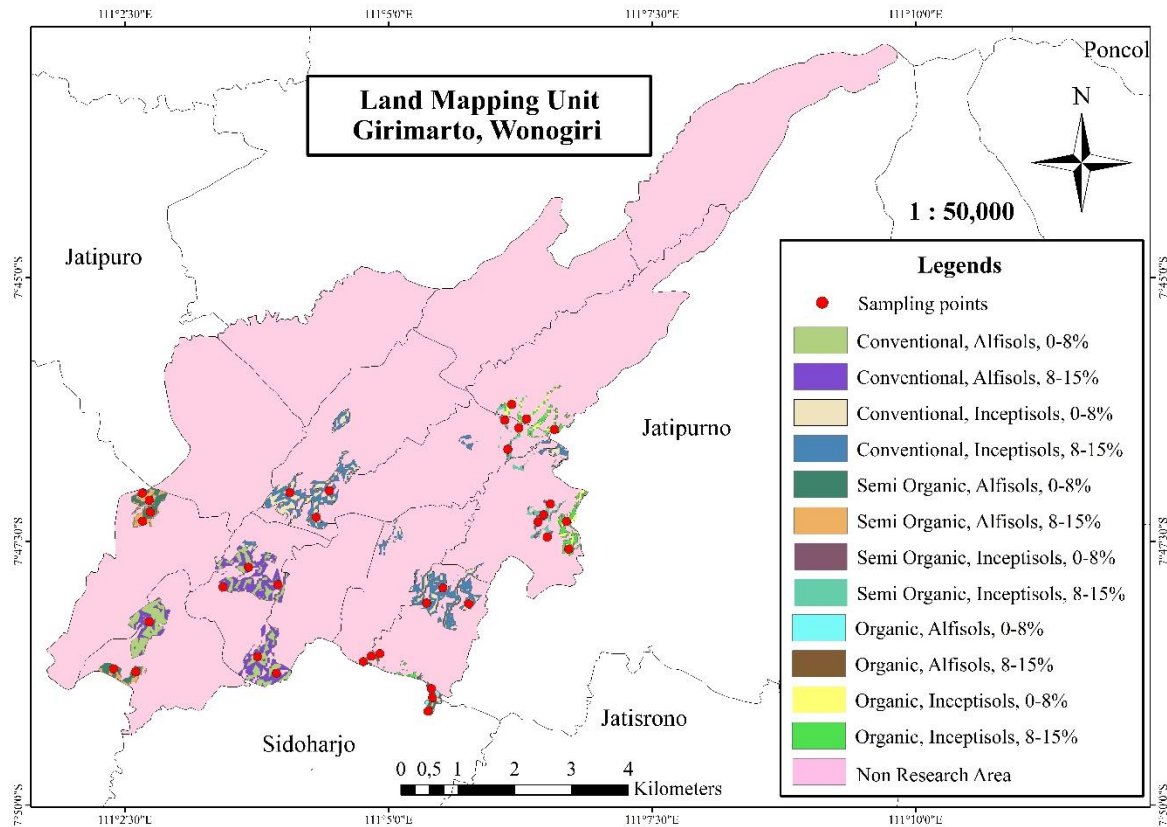 111°2'30"E 111°5'0"E 111°7'30"E 111°10'0"E
Poncol
Land Mapping Unit
Girimarto, Wonogiri
N
1 : 50,000
Jatipuro
7°45'0"S
7°45'0"S
Legends
Sampling points
Conventional, Alfisols, 0-8%
Conventional, Alfisols, 8-15%
Conventional, Inceptisols, 0-8%
Conventional, Inceptisols, 8-15%
Semi Organic, Alfisols, 0-8%
Semi Organic, Alfisols, 8-15%
Semi Organic, Inceptisols, 0-8%
Semi Organic, Inceptisols, 8-15%
Organic, Alfisols, 0-8%
Organic, Alfisols, 8-15%
Organic, Inceptisols, 0-8%
Organic, Inceptisols, 8-15%
Non Research Area
Jatipurno
7°47'30"S
7°47'30"S
Jatisrono
Sidoharjo
0 0,5 1 2 3 4
Kilometers
7°50'0"S
7°50'0"S
111°2'30"E 111°5'0"E 111°7'30"E 111°10'0"E